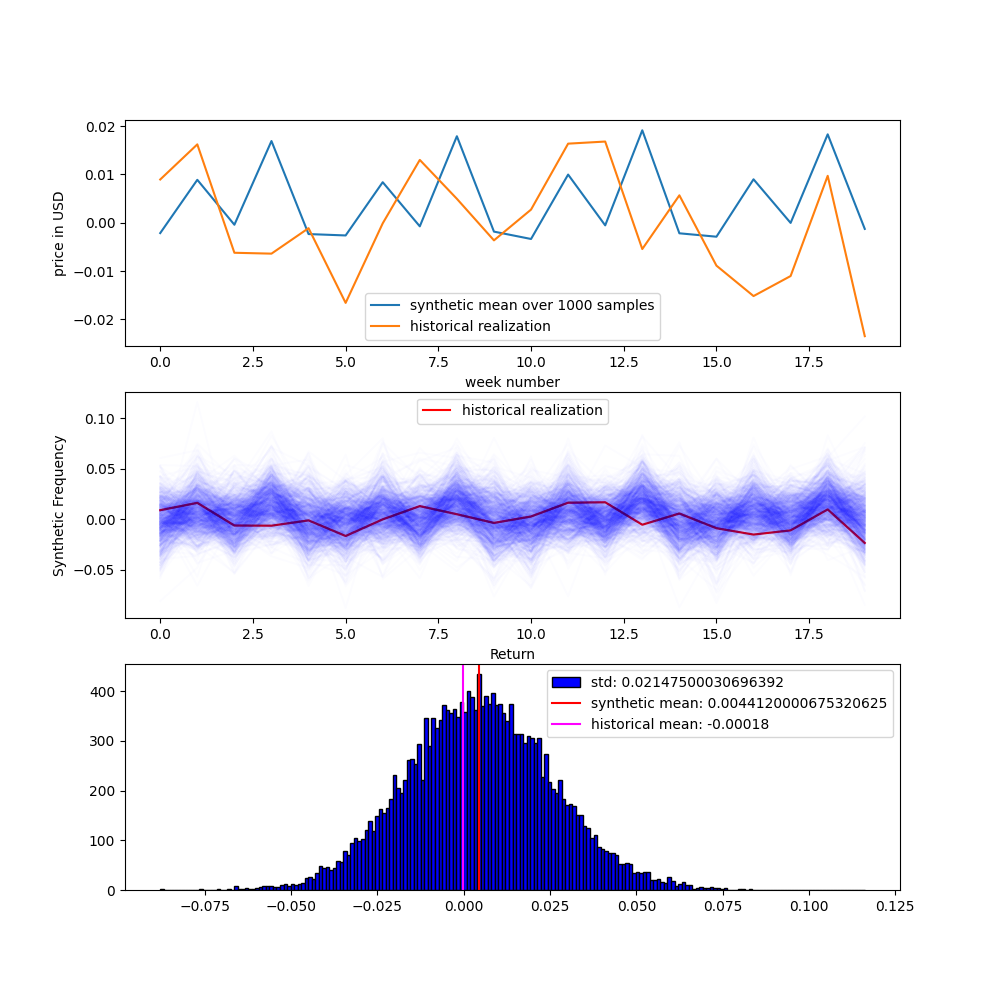 0.02
0.01
0.00
−0.01
−0.02
price in USD
synthetic mean over 1000 samples
historical realization
0.0 2.5 5.0 7.5 10.0 12.5 15.0 17.5
week number
0.10
0.05
0.00
−0.05
Synthetic Frequency
historical realization
0.0 2.5 5.0 7.5 10.0 12.5 15.0 17.5
Return
400
300
200
100
0
std: 0.02147500030696392
synthetic mean: 0.0044120000675320625
historical mean: -0.00018
−0.075 −0.050 −0.025 0.000 0.025 0.050 0.075 0.100 0.125